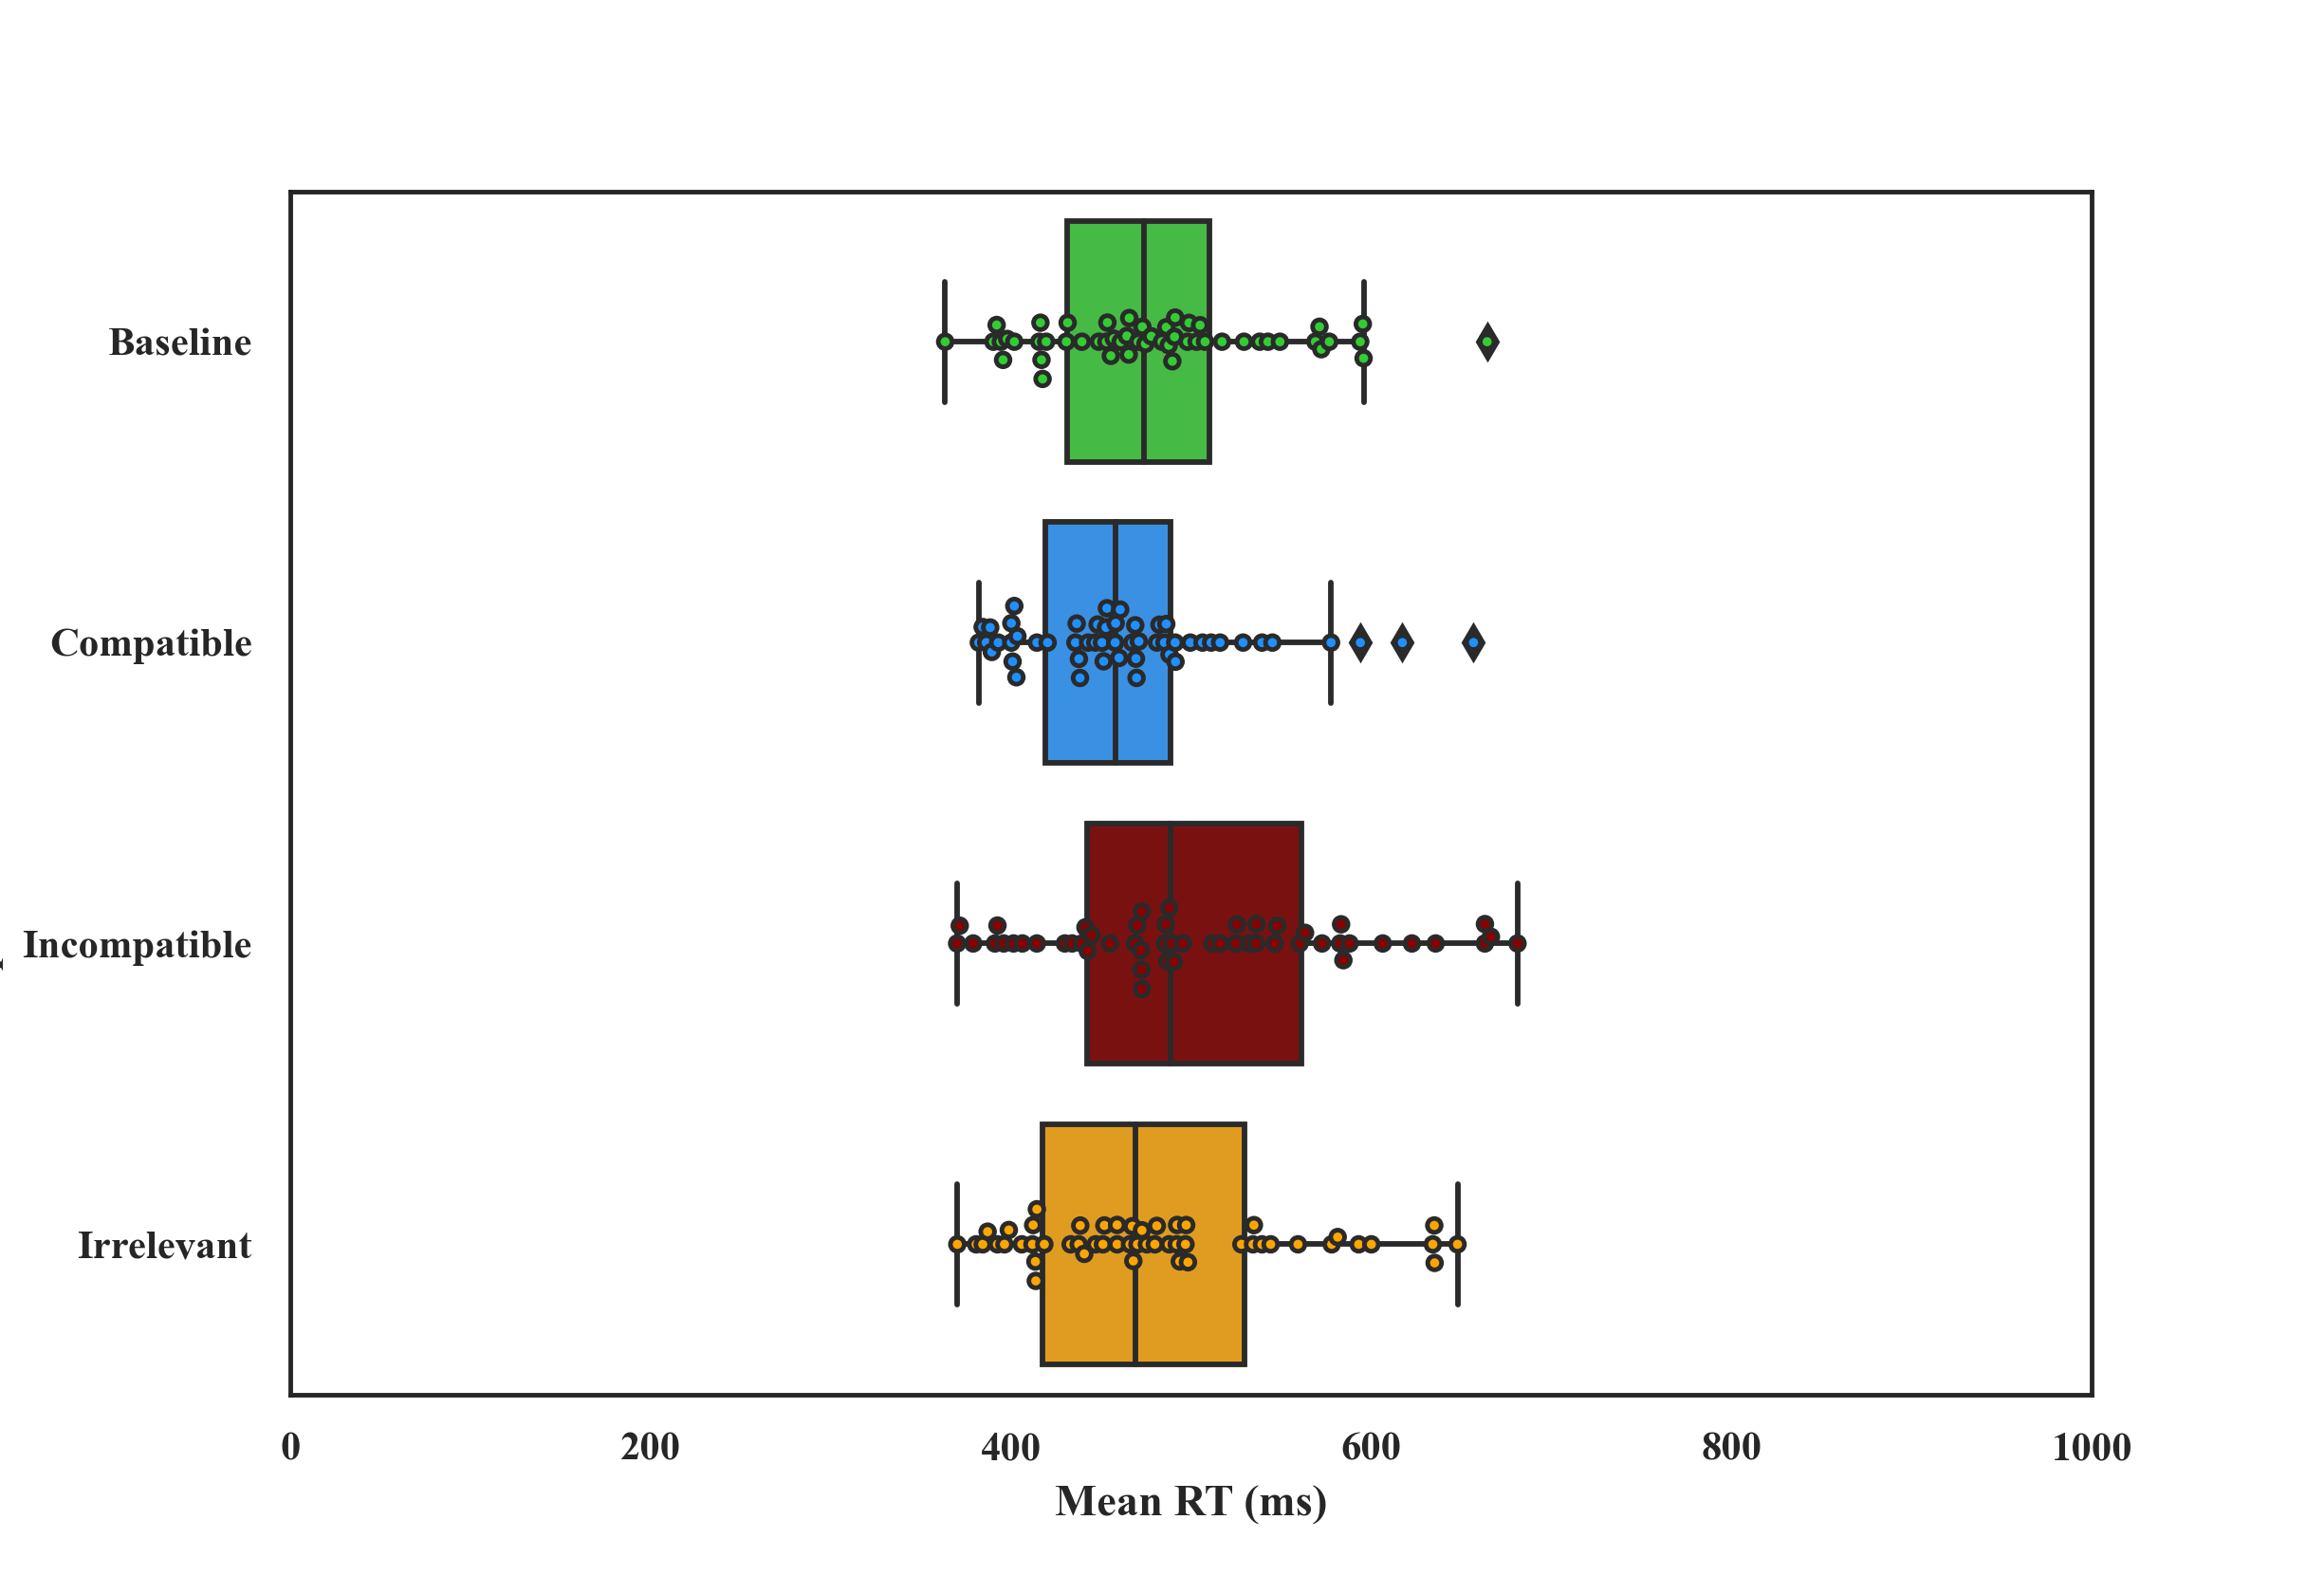 Baseline
Compatible
Incompatible
Irrelevant
0 200 400 600 800 1000
Mean RT (ms)